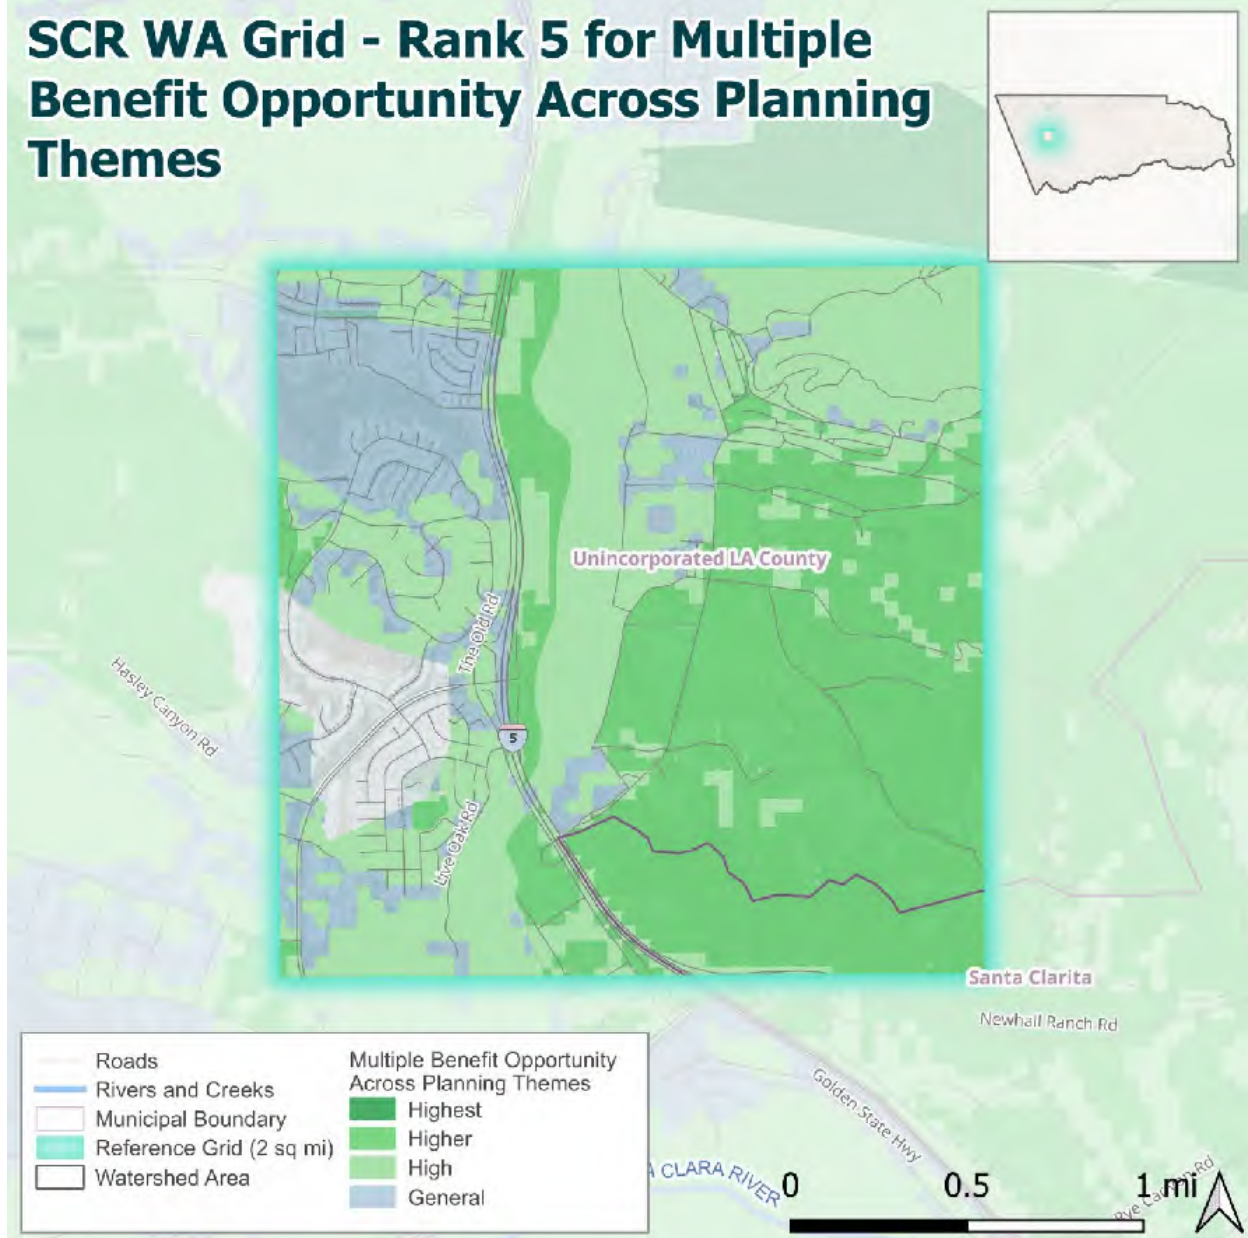 SCR WA Grid - Rank 5 for Multiple
Benefit Opportunity Across Planning
Themes
Unincorporated LA County
The Old Rd
Hasley Canyon Rd
5
Live Oak Rd
Santa Clarita
Newhall Ranch Rd
Golden State Hwy
A CLARA RIVER
Roads
Rivers and Creeks
Municipal Boundary
Reference Grid (2 sq mi)
Watershed Area
Multiple Benefit Opportunity
Across Planning Themes
Highest
Higher
High
General
0 0.5 1 mi